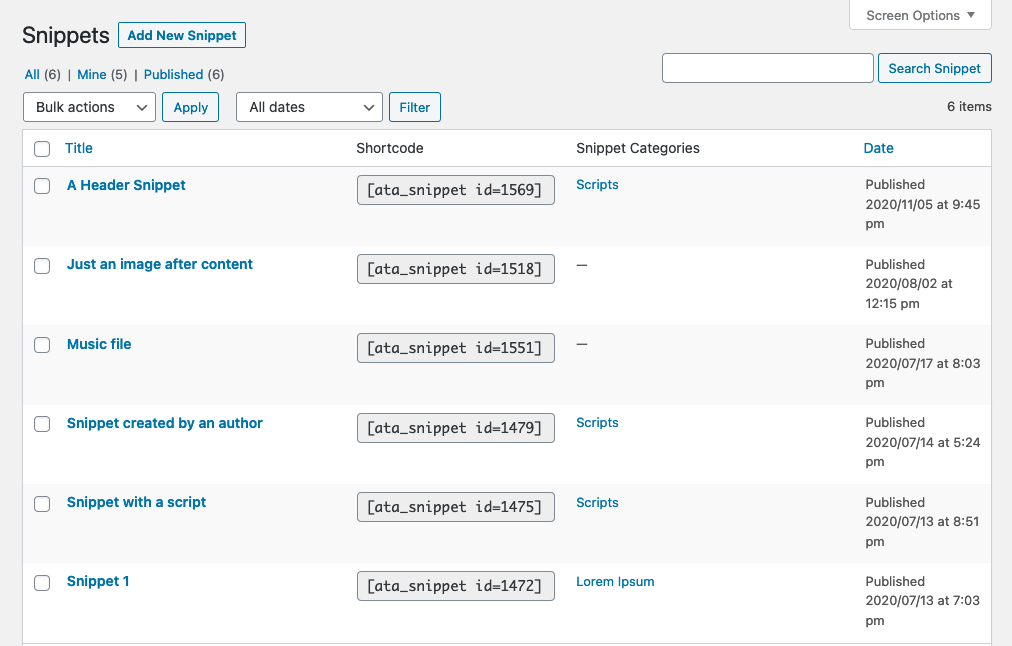 Screen Options ▼
Snippets Add New Snippet
All (6) | Mine (5) | Published (6)
Search Snippet
Bulk actions Apply All dates Filter 6 items
Title Shortcode Snippet Categories Date
A Header Snippet [ata_snippet id=1569] Scripts Published
2020/11/05 at 9:45
pm
Just an image after content [ata_snippet id=1518] — Published
2020/08/02 at
12:15 pm
Music file [ata_snippet id=1551] — Published
2020/07/17 at 8:03
pm
Snippet created by an author [ata_snippet id=1479] Scripts Published
2020/07/14 at 5:24
pm
Snippet with a script [ata_snippet id=1475] Scripts Published
2020/07/13 at 8:51
pm
Snippet 1 [ata_snippet id=1472] Lorem Ipsum Published
2020/07/13 at 7:03
pm